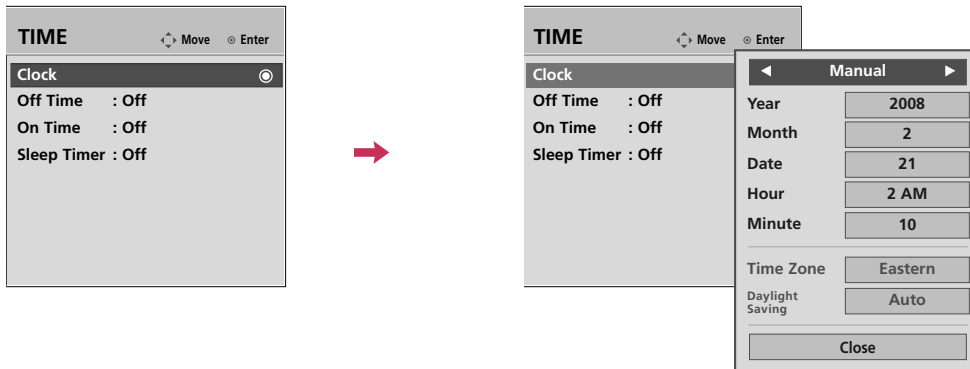 TIME Move Enter
Clock
Off Time : Off
On Time : Off
Sleep Timer : Off
TIME Move Enter
Clock
Off Time : Off
On Time : Off
Sleep Timer : Off
Manual
Year 2008
Month 2
Date 21
Hour 2 AM
Minute 10
Time Zone Eastern
Daylight
Saving
Auto
Close